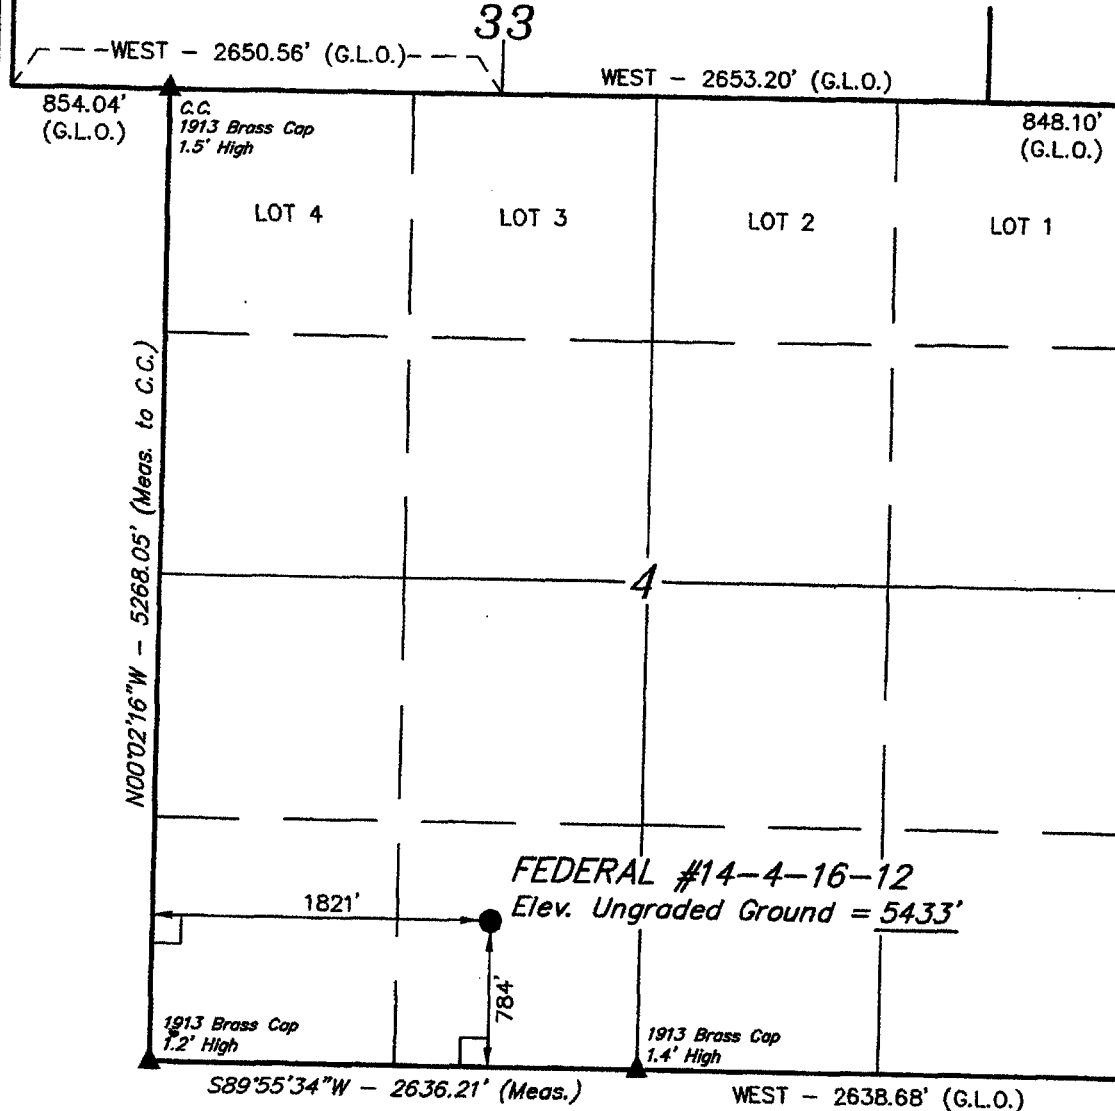 33
WEST - 2650.56' (G.L.O.)
WEST - 2653.20' (G.L.O.)
854.04'
(G.L.O.)
C.C.
1913 Brass Cap
1.5' High
848.10'
(G.L.O.)
LOT 4
LOT 3
LOT 2
LOT 1
N00°02'16"W - 5268.05' (Meas. to C.C.)
4
FEDERAL #14-4-16-12
Elev. Ungraded Ground = 5433'
1821'
784'
1913 Brass Cap
1.2' High
1913 Brass Cap
1.4' High
S89°55'34"W - 2636.21' (Meas.)
WEST - 2638.68' (G.L.O.)